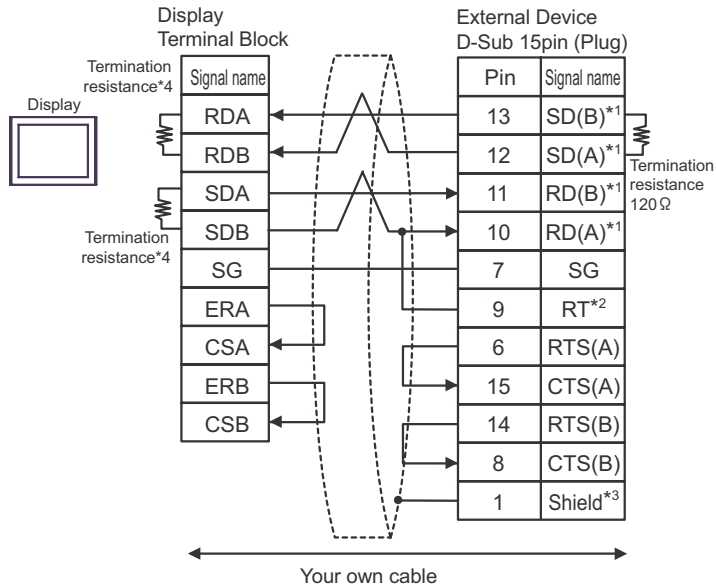 Display
Terminal Block
External Device
D-Sub 15pin (Plug)
Termination
resistance*4
Display
Signal name
RDA
RDB
SDA
SDB
SG
ERA
CSA
ERB
CSB
Termination
resistance*4
Pin Signal name
13 SD(B)*1
12 SD(A)*1
11 RD(B)*1
10 RD(A)*1
7 SG
9 RT*2
6 RTS(A)
15 CTS(A)
14 RTS(B)
8 CTS(B)
1 Shield*3
Termination
resistance
120Ω
Your own cable